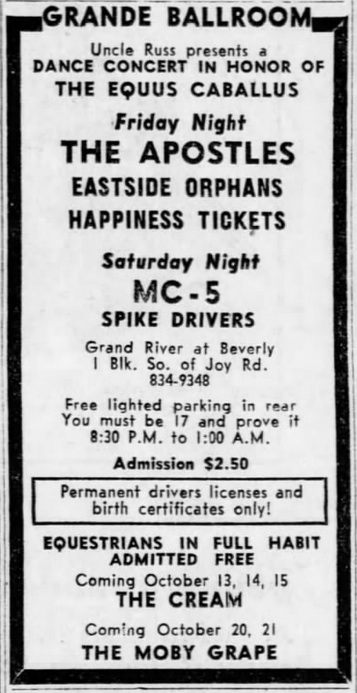 GRANDE BALLROOM
Uncle Russ presents a
DANCE CONCERT IN HONOR OF
THE EQUUS CABALLUS
Friday Night
THE APOSTLES
EASTSIDE ORPHANS
HAPPINESS TICKETS
Saturday Night
MC-5
SPIKE DRIVERS
Grand River at Beverly
1 Blk. So. of Joy Rd.
834-9348
Free lighted parking in rear
You must be 17 and prove it
8:30 P.M. to 1:00 A.M.
Admission $2.50
Permanent drivers licenses and
birth certificates only!
EQUESTRIANS IN FULL HABIT
ADMITTED FREE
Coming October 13, 14, 15
THE CREAM
Coming October 20, 21
THE MOBY GRAPE